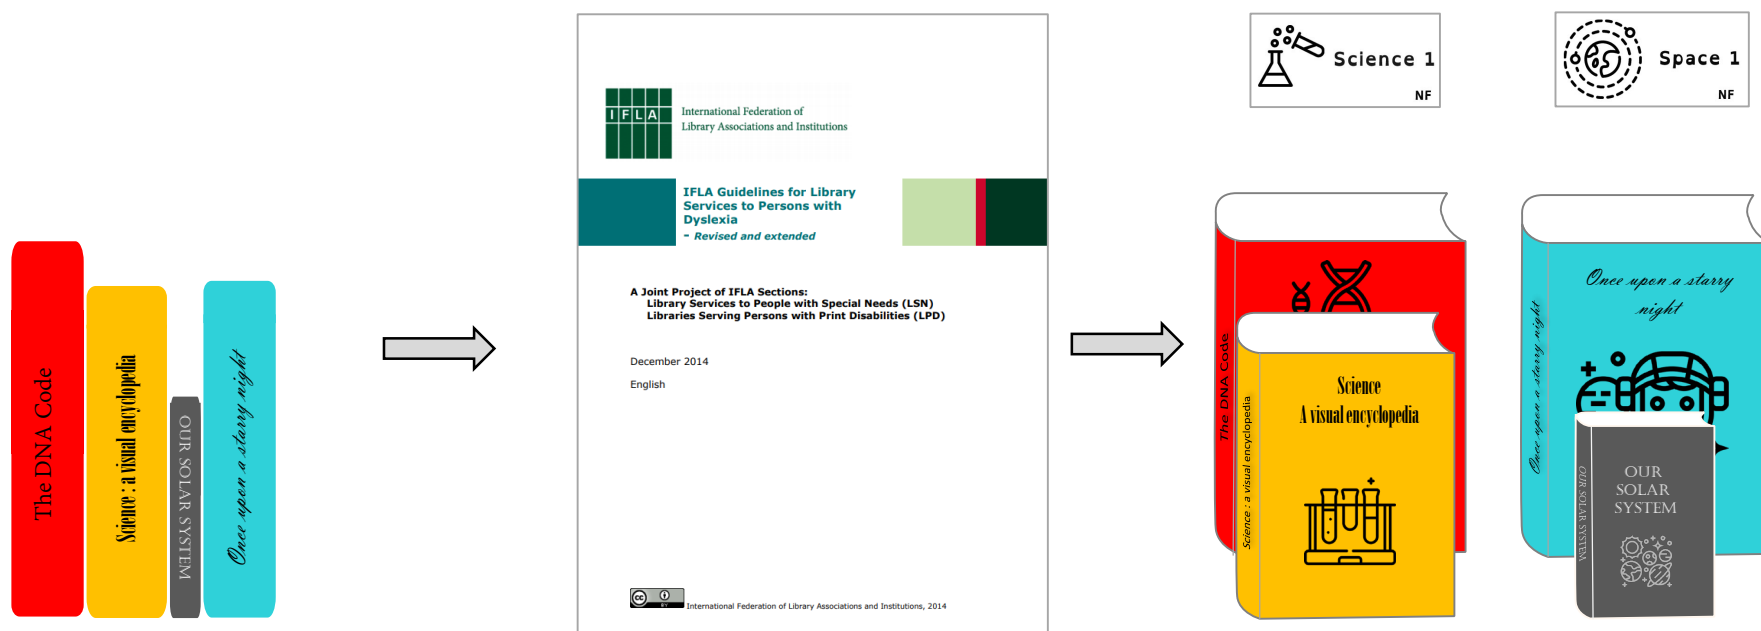 The DNA Code
Science : a visual encyclopedia
OUR SOLAR SYSTEM
Once upon a starry night
IFLA
International Federation of
Library Associations and Institutions
IFLA Guidelines for Library
Services to Persons with
Dyslexia
- Revised and extended
A Joint Project of IFLA Sections:
Library Services to People with Special Needs (LSN)
Libraries Serving Persons with Print Disabilities (LPD)
December 2014
English
cc BY
International Federation of Library Associations and Institutions, 2014
Science 1
NF
The DNA Code
Science : a visual encyclopedia
Science
A visual encyclopedia
Space 1
NF
Once upon a starry night
Once upon a starry
night
OUR SOLAR SYSTEM
OUR
SOLAR
SYSTEM